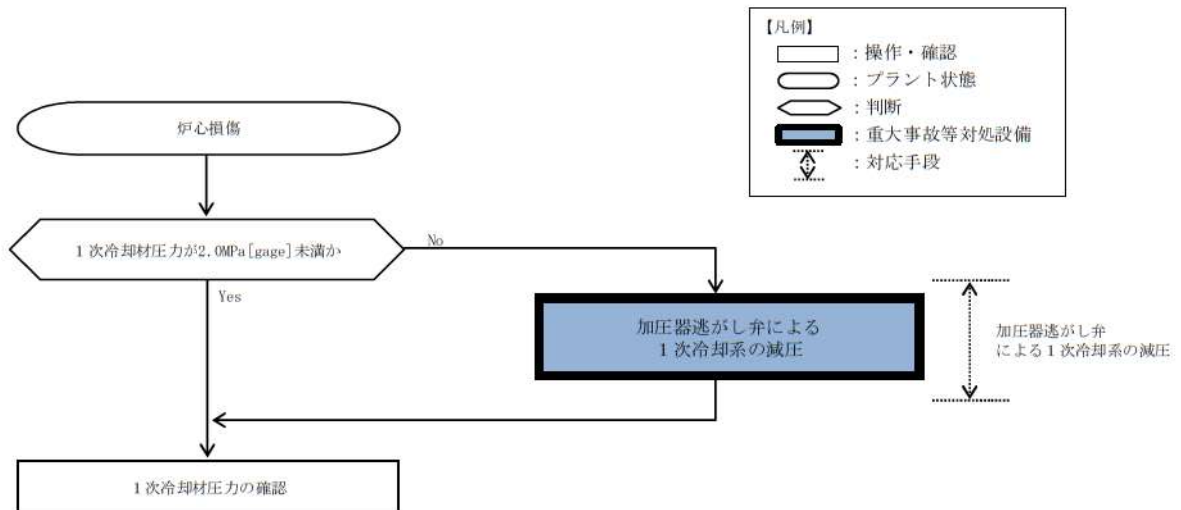 【凡例】
：操作・確認
：プラント状態
：判断
：重大事故等対処設備
：対応手段
炉心損傷
１次冷却材圧力が2.0MPa[gage]未満か
No
Yes
加圧器逃がし弁による
１次冷却系の減圧
加圧器逃がし弁
による１次冷却系の減圧
１次冷却材圧力の確認